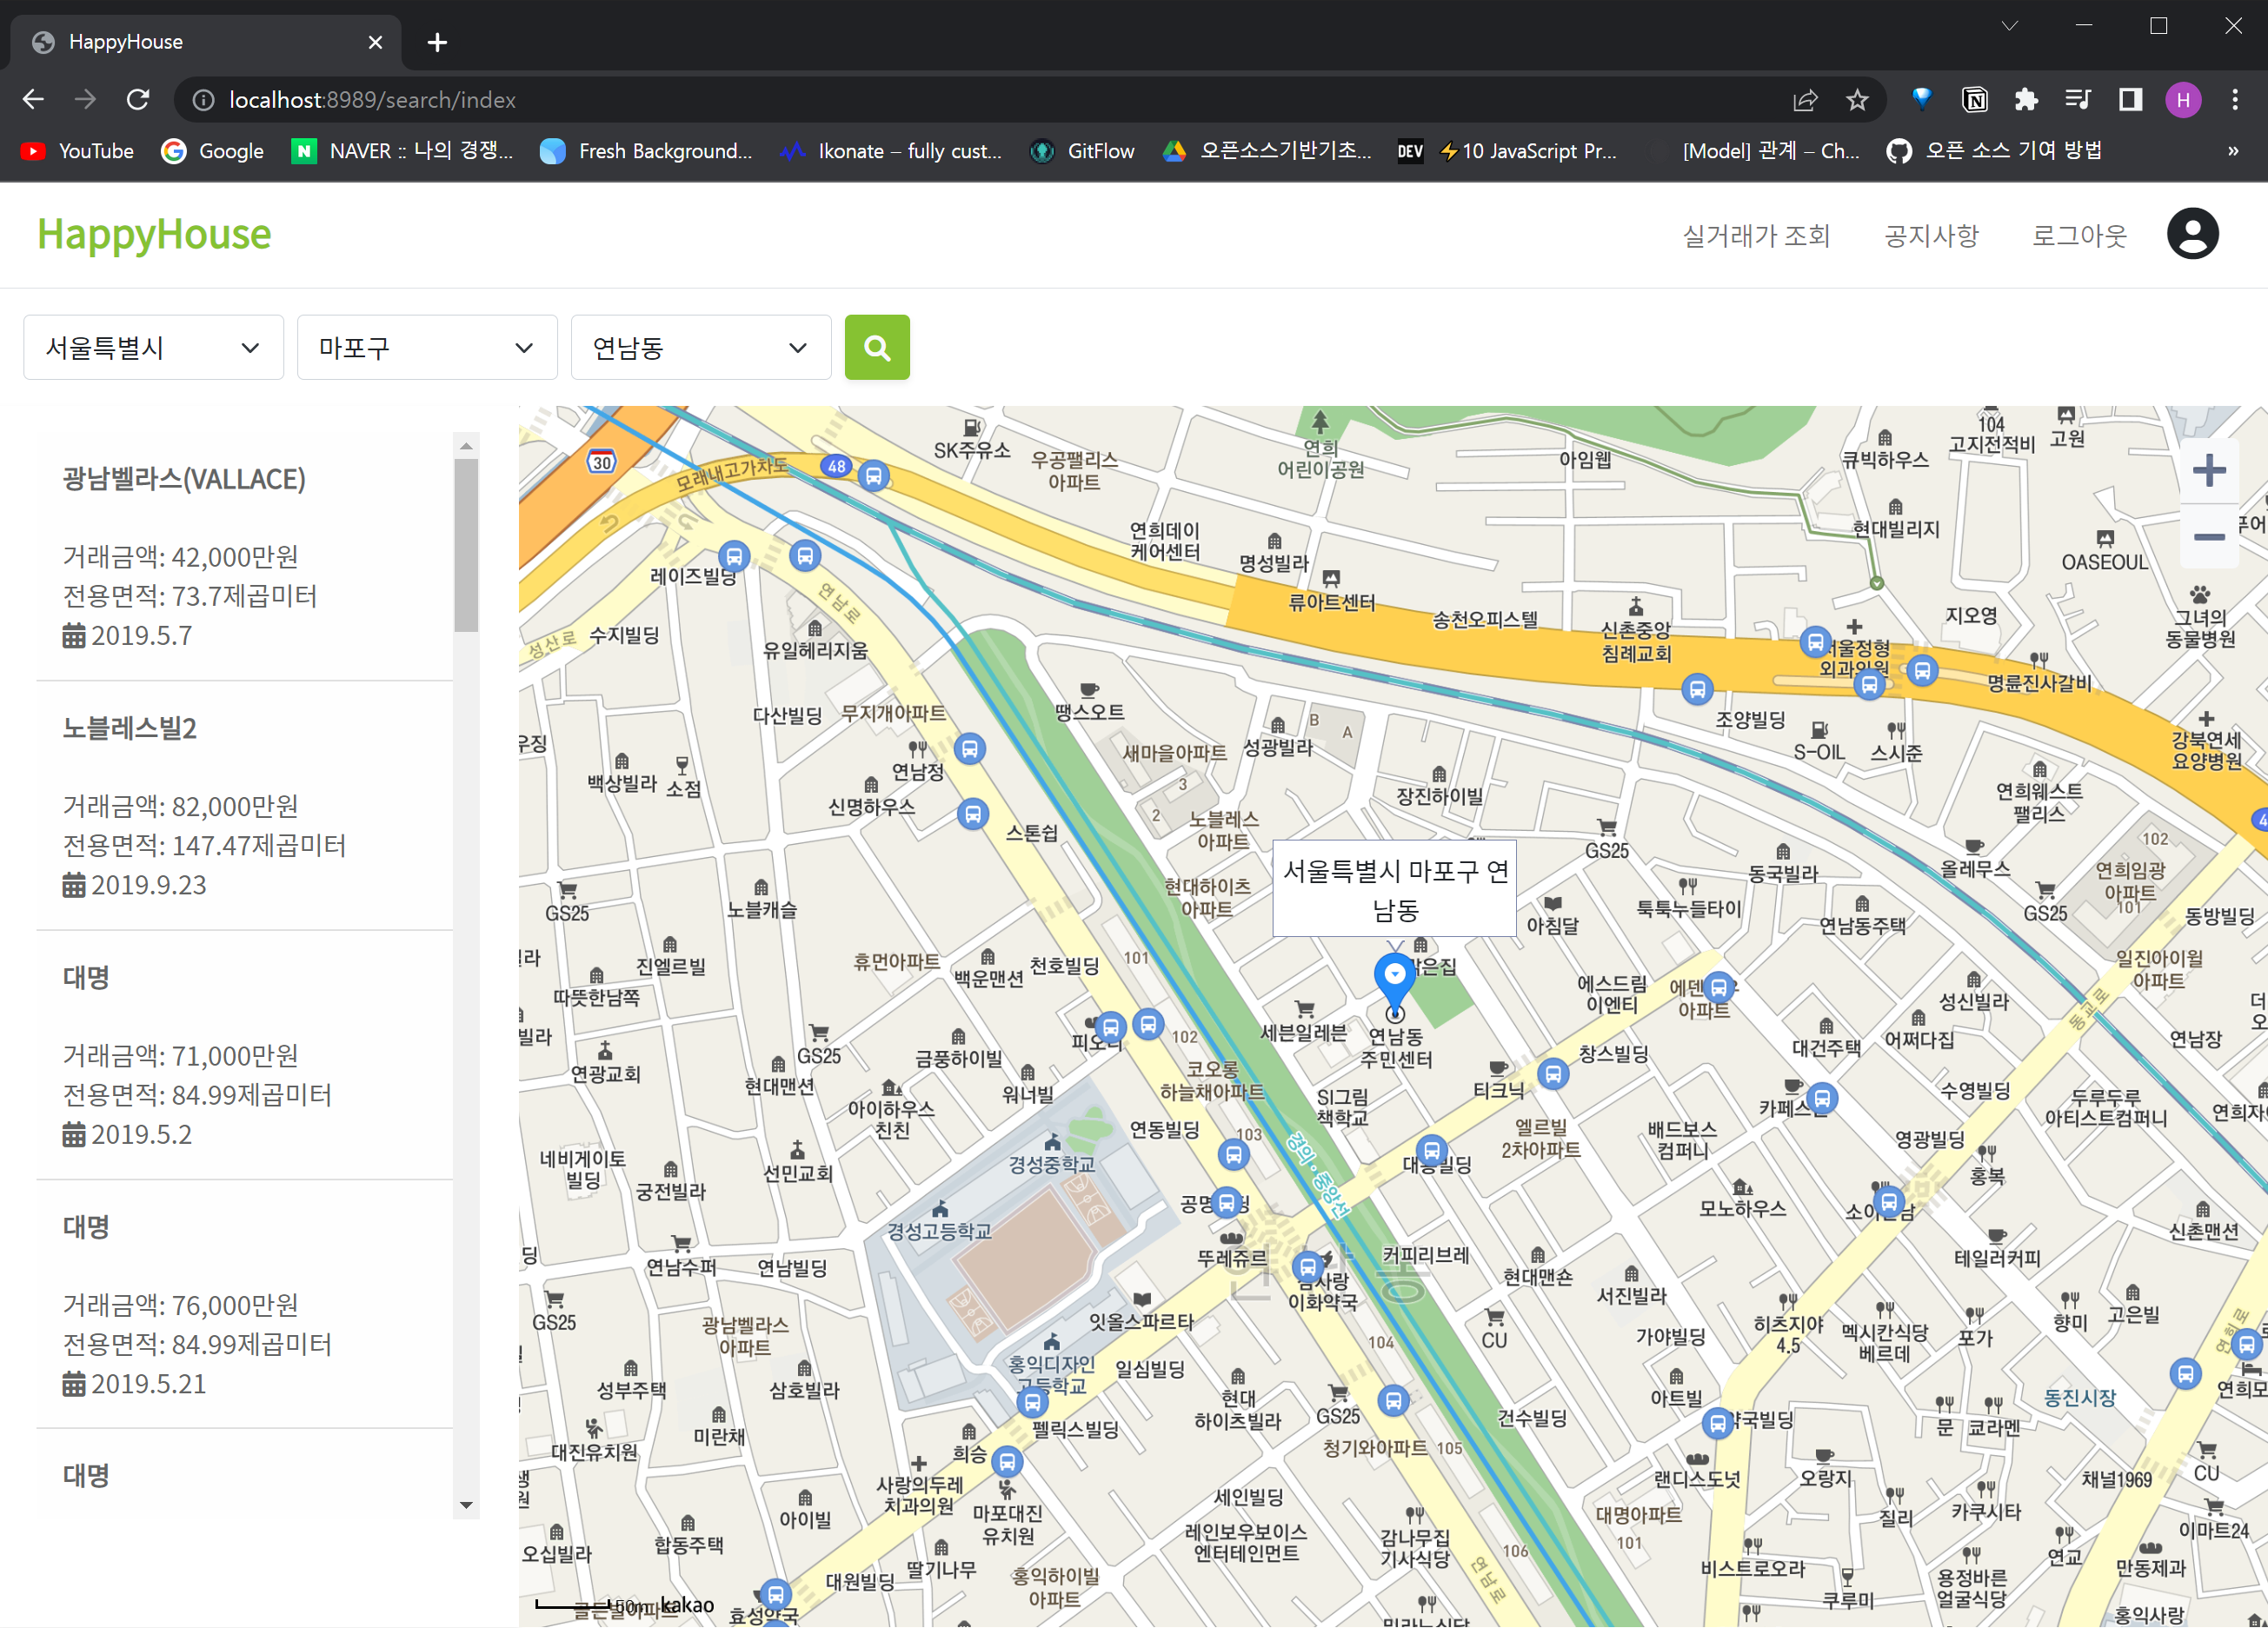 HappyHouse
localhost:8989/search/index
YouTube
Google
NAVER :: 나의 경쟁...
Fresh Background...
Ikonate – fully cust...
GitFlow
오픈소스기반기초...
DEV
⚡10 JavaScript Pr...
[Model] 관계 – Ch...
오픈 소스 기여 방법
»
H
HappyHouse
실거래가 조회
공지사항
로그아웃
서울특별시
마포구
연남동
광남벨라스(VALLACE)
거래금액: 42,000만원
전용면적: 73.7제곱미터
2019.5.7
노블레스빌2
거래금액: 82,000만원
전용면적: 147.47제곱미터
2019.9.23
대명
거래금액: 71,000만원
전용면적: 84.99제곱미터
2019.5.2
대명
거래금액: 76,000만원
전용면적: 84.99제곱미터
2019.5.21
대명
30
모래내고가차도
48
SK주유소
우공팰리스
아파트
연희
어린이공원
아임웹
큐빅하우스
104
고지전적비
고원
현대빌리지
OASEOUL
연희데이
케어센터
명성빌라
류아트센터
송천오피스텔
신촌중앙
침례교회
지오영
그녀의
동물병원
외과의원
명륜진사갈비
레이즈빌딩
연남로
성산로
수지빌딩
유일헤리지움
다산빌딩
무지개아파트
땡스오트
새마을아파트
성광빌라
B
A
조양빌딩
S-OIL
스시준
강북연세
요양병원
백상빌라
소점
연남정
신명하우스
스톤쉽
3
2
노블레스
아파트
장진하이빌
GS25
연희웨스트
팰리스
102
올레무스
연희임광
아파트
101
동국빌라
서울특별시 마포구 연
남동
현대하이츠
아파트
아침달
툭툭누들타이
연남동주택
GS25
동방빌딩
GS25
노블캐슬
진엘르빌
휴먼아파트
백운맨션
천호빌딩
101
따뜻한남쪽
에스드림
이엔티
아파트
성신빌라
일진아이윌
아파트
동교로
세븐일레븐
연남동
주민센터
창스빌딩
대건주택
어쩌다집
연남장
102
코오롱
하늘채아파트
연광교회
GS25
현대맨션
금풍하이빌
워너빌
아이하우스
친친
SI그림
책학교
티크닉
수영빌딩
두루두루
아티스트컴퍼니
네비게이토
빌딩
궁전빌라
선민교회
경성중학교
연동빌딩
103
경의·중앙선
엘르빌
2차아파트
배드보스
컴퍼니
영광빌딩
홍복
경성고등학교
모노하우스
신촌맨션
연남수퍼
연남빌딩
뚜레쥬르
커피리브레
현대맨숀
테일러커피
GS25
이화약국
서진빌라
잇올스파르타
광남벨라스
아파트
104
CU
가야빌딩
히츠지야
4.5
멕시칸식당
베르데
포가
향미
고은빌
홍익디자인
고등학교
일심빌딩
성부주택
삼호빌라
현대
하이츠빌라
GS25
건수빌딩
아트빌
동진시장
미란채
대진유치원
희승
펠릭스빌딩
청기와아파트
105
문
쿄라멘
랜디스도넛
오랑지
채널1969
CU
사랑의두레
치과의원
마포대진
유치원
세인빌딩
아이빌
대명아파트
101
질리
카쿠시타
이마트24
합동주택
오십빌라
딸기나무
레인보우보이스
엔터테인먼트
감나무집
기사식당
106
연남로
비스트로오라
연교
만동제과
대원빌딩
홍익하이빌
아파트
쿠루미
용정바른
얼굴식당
홍익사랑
50m
kakao
효성약국